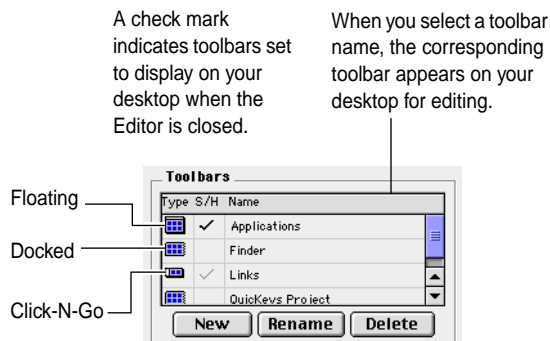 A check mark
indicates toolbars set
to display on your
desktop when the
Editor is closed.
When you select a toolbar
name, the corresponding
toolbar appears on your
desktop for editing.
Toolbars
Type S/H Name
Floating
Applications
Docked
Finder
Links
Click-N-Go
QuicKeys Project
New Rename Delete